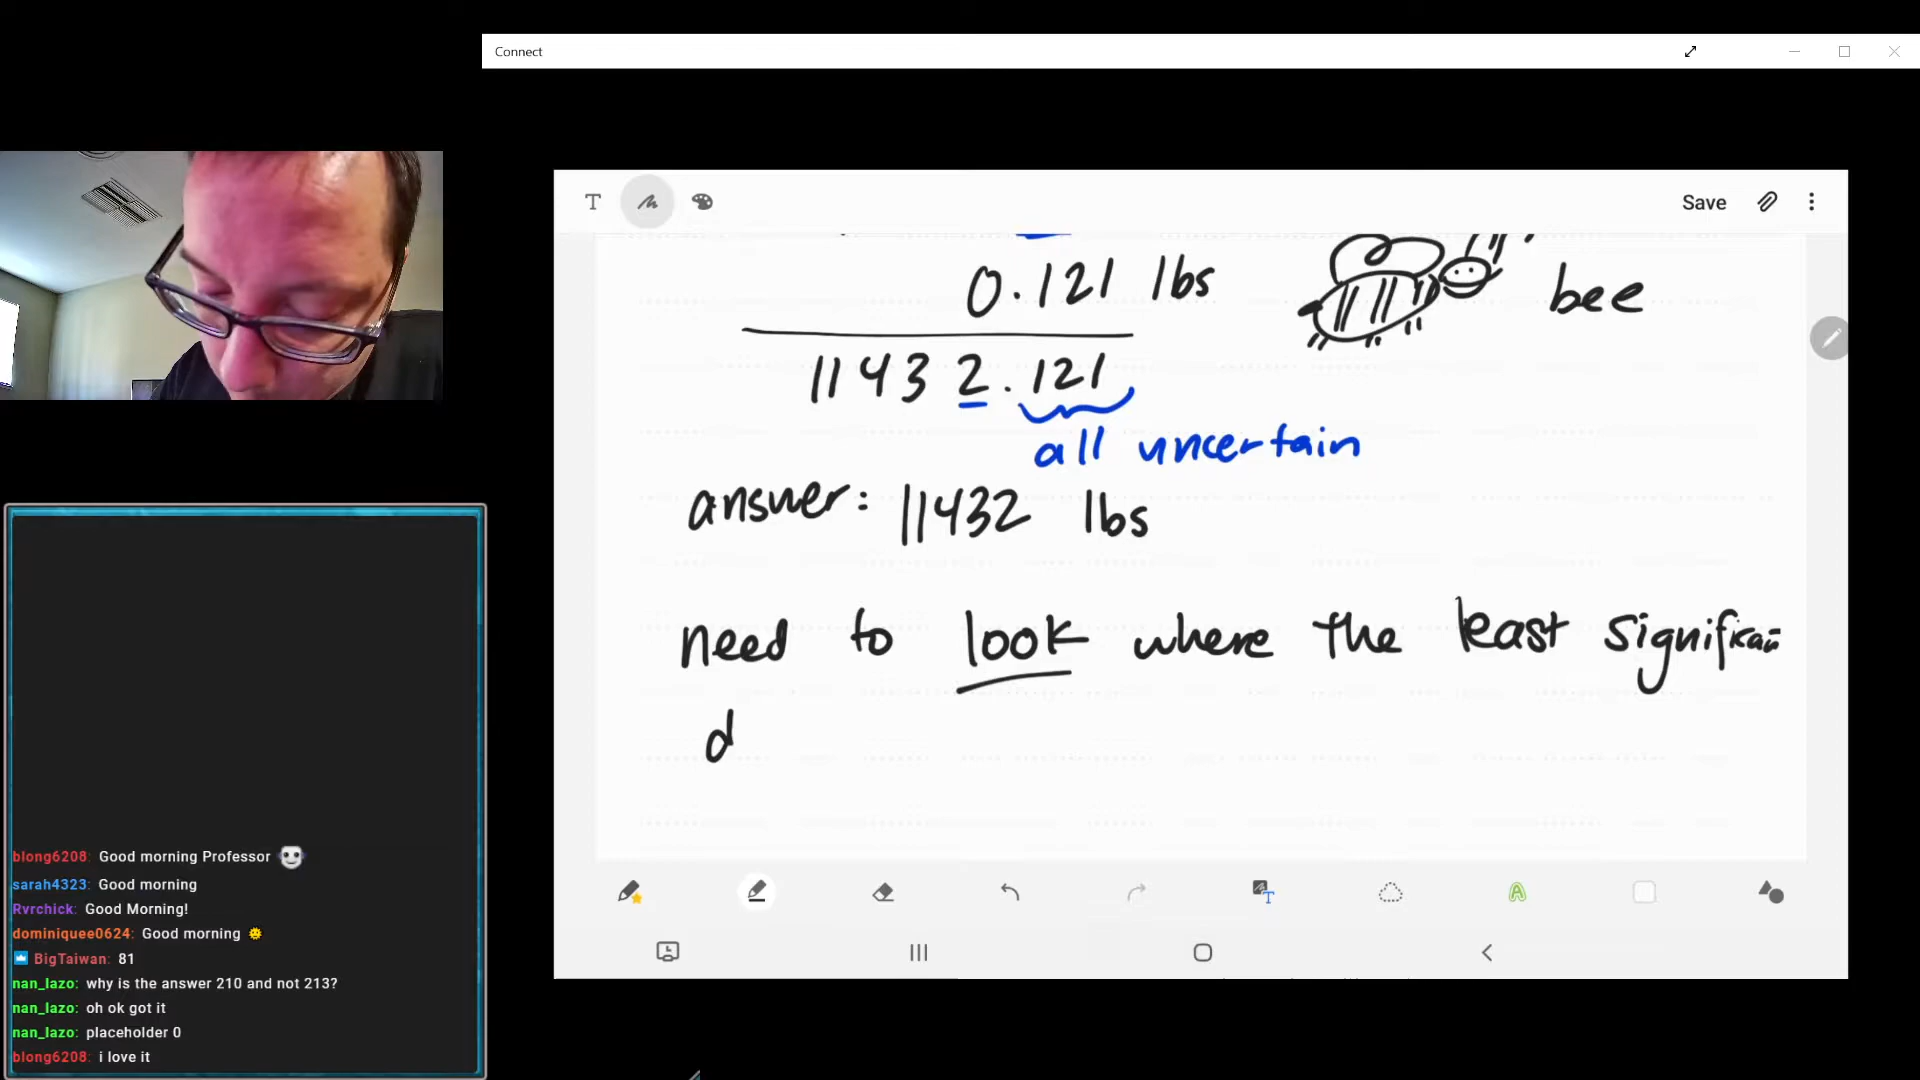 Connect
T
Save
0.121 lbs
bee
11432.121
all uncertain
answer: 11432 lbs
need to look where the least significan
d
blong6208: Good morning Professor
sarah4323: Good morning
Rvrchick: Good Morning!
dominiquee0624: Good morning
BigTaiwan: 81
nan_lazo: why is the answer 210 and not 213?
nan_lazo: oh ok got it
nan_lazo: placeholder 0
blong6208: i love it